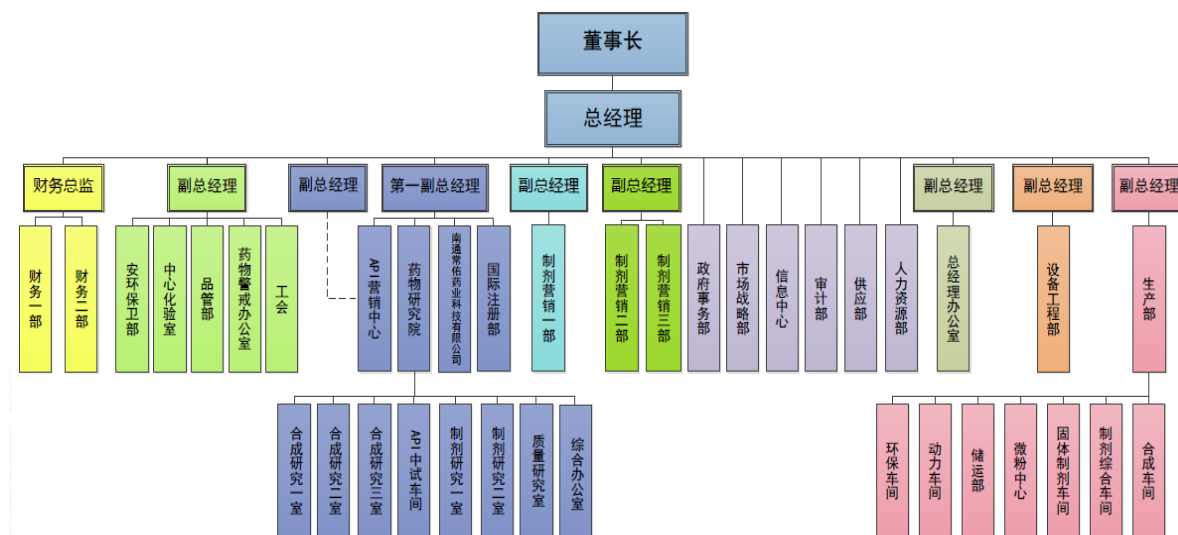 董事长
总经理
财务总监
副总经理
副总经理
第一副总经理
副总经理
副总经理
副总经理
副总经理
副总经理
财务一部
财务二部
安环保卫部
中心化验室
品管部
药物警戒办公室
工会
API营销中心
药物研究院
南通常佑药业科技有限公司
国际注册部
制剂营销一部
制剂营销二部
制剂营销三部
政府事务部
市场战略部
信息中心
审计部
供应部
人力资源部
总经理办公室
设备工程部
生产部
合成研究一室
合成研究二室
合成研究三室
API中试车间
制剂研究一室
制剂研究二室
质量研究室
综合办公室
环保车间
动力车间
储运部
微粉中心
固体制剂车间
制剂综合车间
合成车间